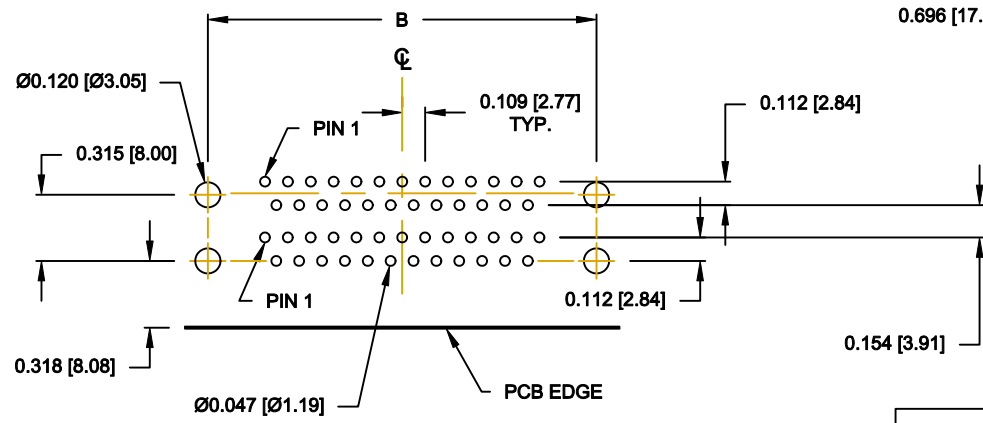 B
0.696 [17.
℄
Ø0.120 [Ø3.05]
0.109 [2.77]
TYP.
0.112 [2.84]
PIN 1
0.315 [8.00]
PIN 1
0.112 [2.84]
0.154 [3.91]
0.318 [8.08]
PCB EDGE
Ø0.047 [Ø1.19]